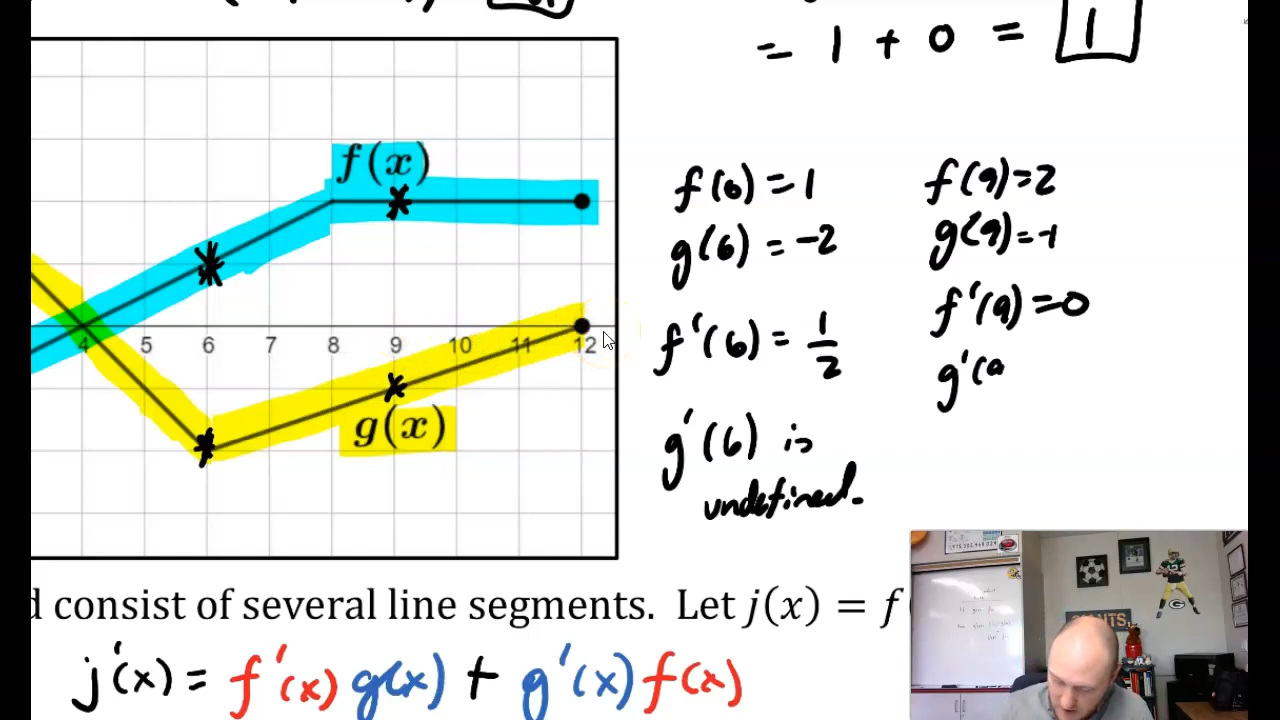 = 1 + 0 = 1
f(x)
4 5 6 7 8 9 10 11 12
g(x)
f(6) = 1
g(6) = -2
f'(6) = 1/2
g'(6) is
undefined.
f(9)=2
g(9)=-1
f'(9)=0
g'(9
d consist of several line segments. Let j(x) = f
j'(x) = f'(x) g(x) + g'(x) f(x)
G